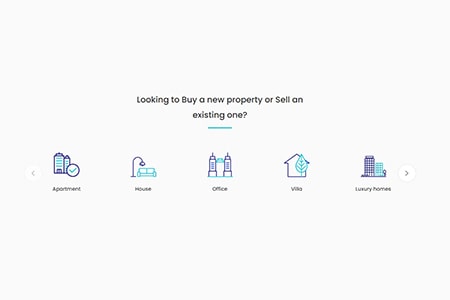 Looking to Buy a new property or Sell an
existing one?
Apartment
House
Office
Villa
Luxury homes